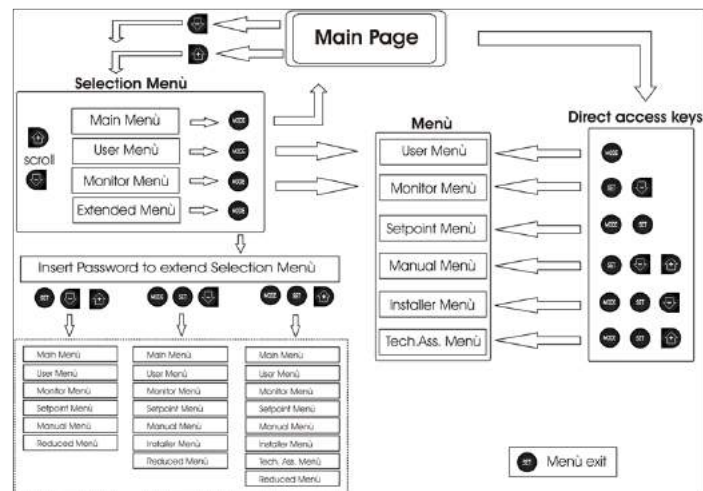 Main Page
Selection Menù
Main Menù
MODE
User Menù
MODE
Monitor Menù
MODE
Extended Menù
MODE
scroll
Insert Password to extend Selection Menù
SET
MODE SET
MODE SET
Main Menù
User Menù
Monitor Menù
Setpoint Menù
Manual Menù
Reduced Menù
Main Menù
User Menù
Monitor Menù
Setpoint Menù
Manual Menù
Installer Menù
Reduced Menù
Main Menù
User Menù
Monitor Menù
Setpoint Menù
Manual Menù
Installer Menù
Tech. Ass. Menù
Reduced Menù
Menù
User Menù
Monitor Menù
Setpoint Menù
Manual Menù
Installer Menù
Tech.Ass. Menù
Direct access keys
MODE
SET
MODE SET
SET
MODE SET
MODE SET
SET Menù exit